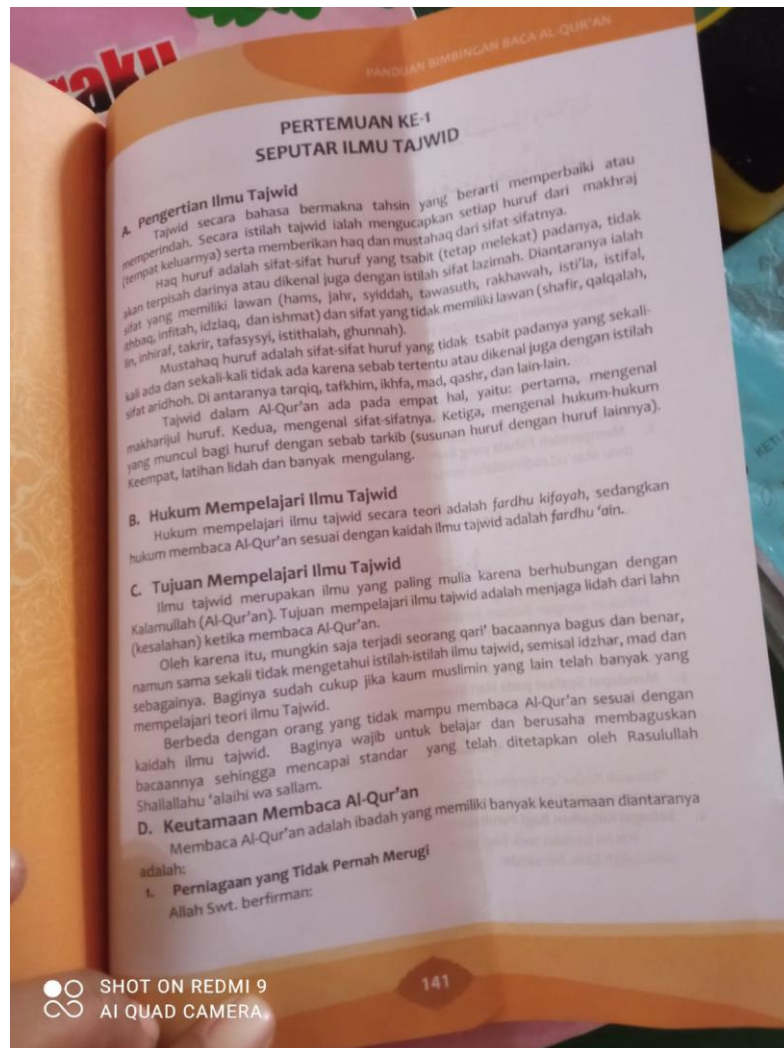 raku
PANDUAN BIMBINGAN BACA AL-QUR'AN
PERTEMUAN KE-1
SEPUTAR ILMU TAJWID
A. Pengertian Ilmu Tajwid
Tajwid secara bahasa bermakna tahsin yang berarti memperbaiki atau
memperindah. Secara istilah tajwid ialah mengucapkan setiap huruf dari makhraj
(tempat keluarnya) serta memberikan haq dan mustahaq dari sifat-sifatnya.
Haq huruf adalah sifat-sifat huruf yang tsabit (tetap melekat) padanya, tidak
akan terpisah darinya atau dikenal juga dengan istilah sifat lazimah. Diantaranya ialah
sifat yang memiliki lawan (hams, jahr, syiddah, tawasuth, rakhawah, isti'la, istifal,
ithbaq, infitah, idzlaq, dan ishmat) dan sifat yang tidak memiliki lawan (shafir, qalqalah,
lin, inhiraf, takrir, tafasysyi, istithalah, ghunnah).
Mustahaq huruf adalah sifat-sifat huruf yang tidak tsabit padanya yang sekali-
kali ada dan sekali-kali tidak ada karena sebab tertentu atau dikenal juga dengan istilah
sifat aridhoh. Di antaranya tarqiq, tafkhim, ikhfa, mad, qashr, dan lain-lain.
Tajwid dalam Al-Qur'an ada pada empat hal, yaitu: pertama, mengenal
makharijul huruf. Kedua, mengenal sifat-sifatnya. Ketiga, mengenal hukum-hukum
yang muncul bagi huruf dengan sebab tarkib (susunan huruf dengan huruf lainnya).
Keempat, latihan lidah dan banyak mengulang.
B. Hukum Mempelajari Ilmu Tajwid
Hukum mempelajari ilmu tajwid secara teori adalah fardhu kifayah, sedangkan
hukum membaca Al-Qur'an sesuai dengan kaidah ilmu tajwid adalah fardhu 'ain.
C. Tujuan Mempelajari Ilmu Tajwid
Ilmu tajwid merupakan ilmu yang paling mulia karena berhubungan dengan
Kalamullah (Al-Qur'an). Tujuan mempelajari ilmu tajwid adalah menjaga lidah dari lahn
(kesalahan) ketika membaca Al-Qur'an.
Oleh karena itu, mungkin saja terjadi seorang qari' bacaannya bagus dan benar,
namun sama sekali tidak mengetahui istilah-istilah ilmu tajwid, semisal idzhar, mad dan
sebagainya. Baginya sudah cukup jika kaum muslimin yang lain telah banyak yang
mempelajari teori ilmu Tajwid.
Berbeda dengan orang yang tidak mampu membaca Al-Qur'an sesuai dengan
kaidah ilmu tajwid. Baginya wajib untuk belajar dan berusaha membaguskan
bacaannya sehingga mencapai standar yang telah ditetapkan oleh Rasulullah
Shallallahu 'alaihi wa sallam.
D. Keutamaan Membaca Al-Qur'an
Membaca Al-Qur'an adalah ibadah yang memiliki banyak keutamaan diantaranya
adalah:
1. Perniagaan yang Tidak Pernah Merugi
Allah Swt. berfirman:
141
SHOT ON REDMI 9
AI QUAD CAMERA